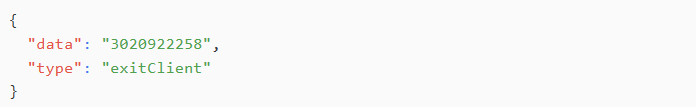 {
"data": "3020922258",
"type": "exitClient"
}